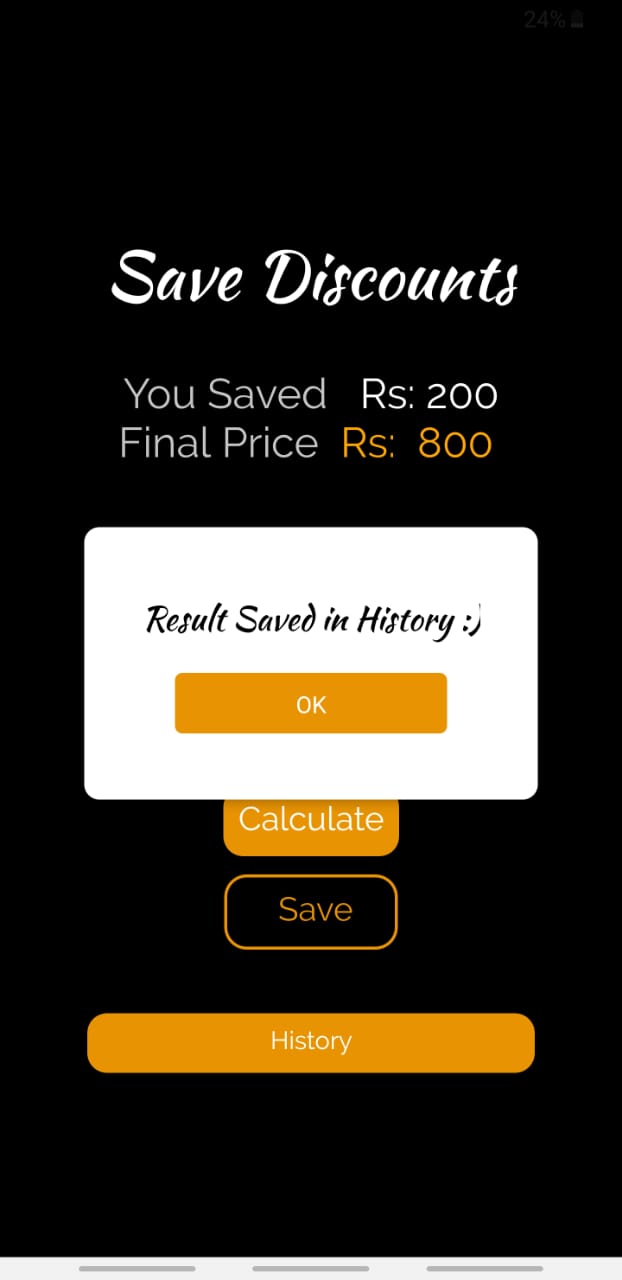 24%
Save Discounts
You Saved Rs: 200
Final Price Rs: 800
Result Saved in History :)
OK
Calculate
Save
History